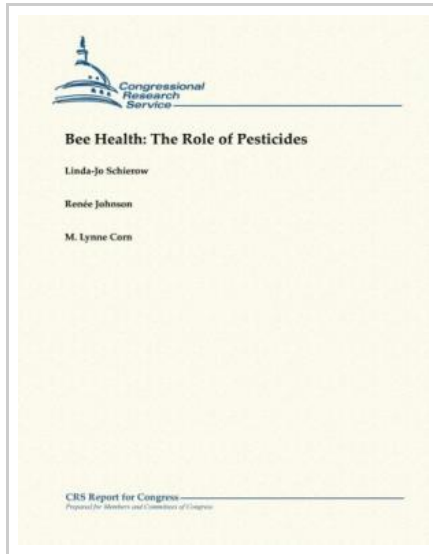 Congressional
Research
Service
Bee Health: The Role of Pesticides
Linda-Jo Schierow
Renée Johnson
M. Lynne Corn
CRS Report for Congress
Prepared for Members and Committees of Congress